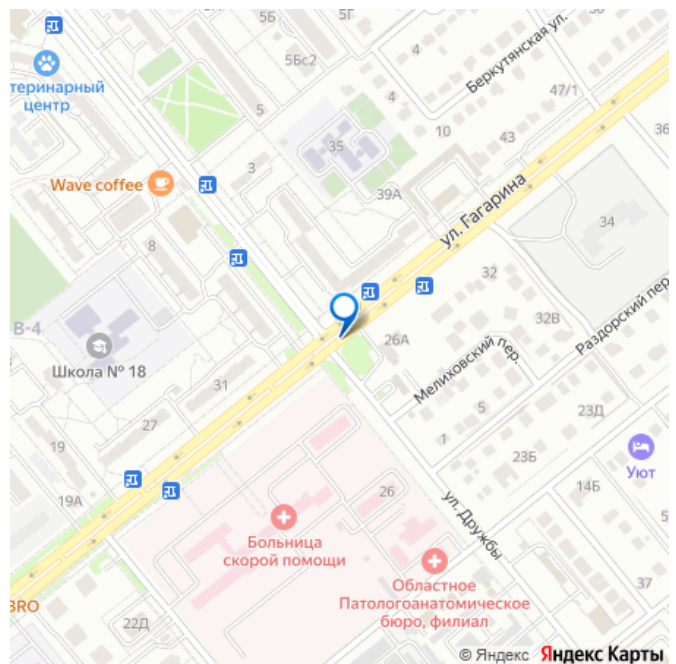 5Б
5Г
30
5Бс2
Беркутянская ул.
теринарный
центр
5
4
47/1
10
43
36
35
Wave coffee
3
39А
ул. Гагарина
34
8
32
В-4
32В
Раздорский пер.
26А
Школа № 18
Мелиховский пер.
31
5
23Д
27
1
19
23Б
Уют
19А
26
14Б
ул. Дружбы
5
Больница
скорой помощи
Областное
Патологоанатомическое
бюро, филиал
37
BRO
22Д
© Яндекс Яндекс Карты